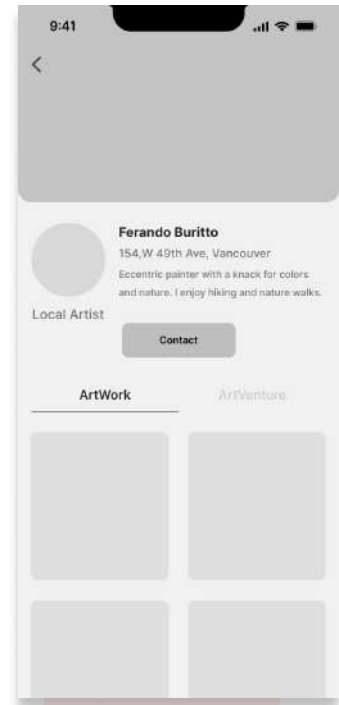 9:41
Ferando Buritto
154,W 49th Ave, Vancouver
Eccentric painter with a knack for colors
and nature. I enjoy hiking and nature walks.
Local Artist
Contact
ArtWork ArtVenture